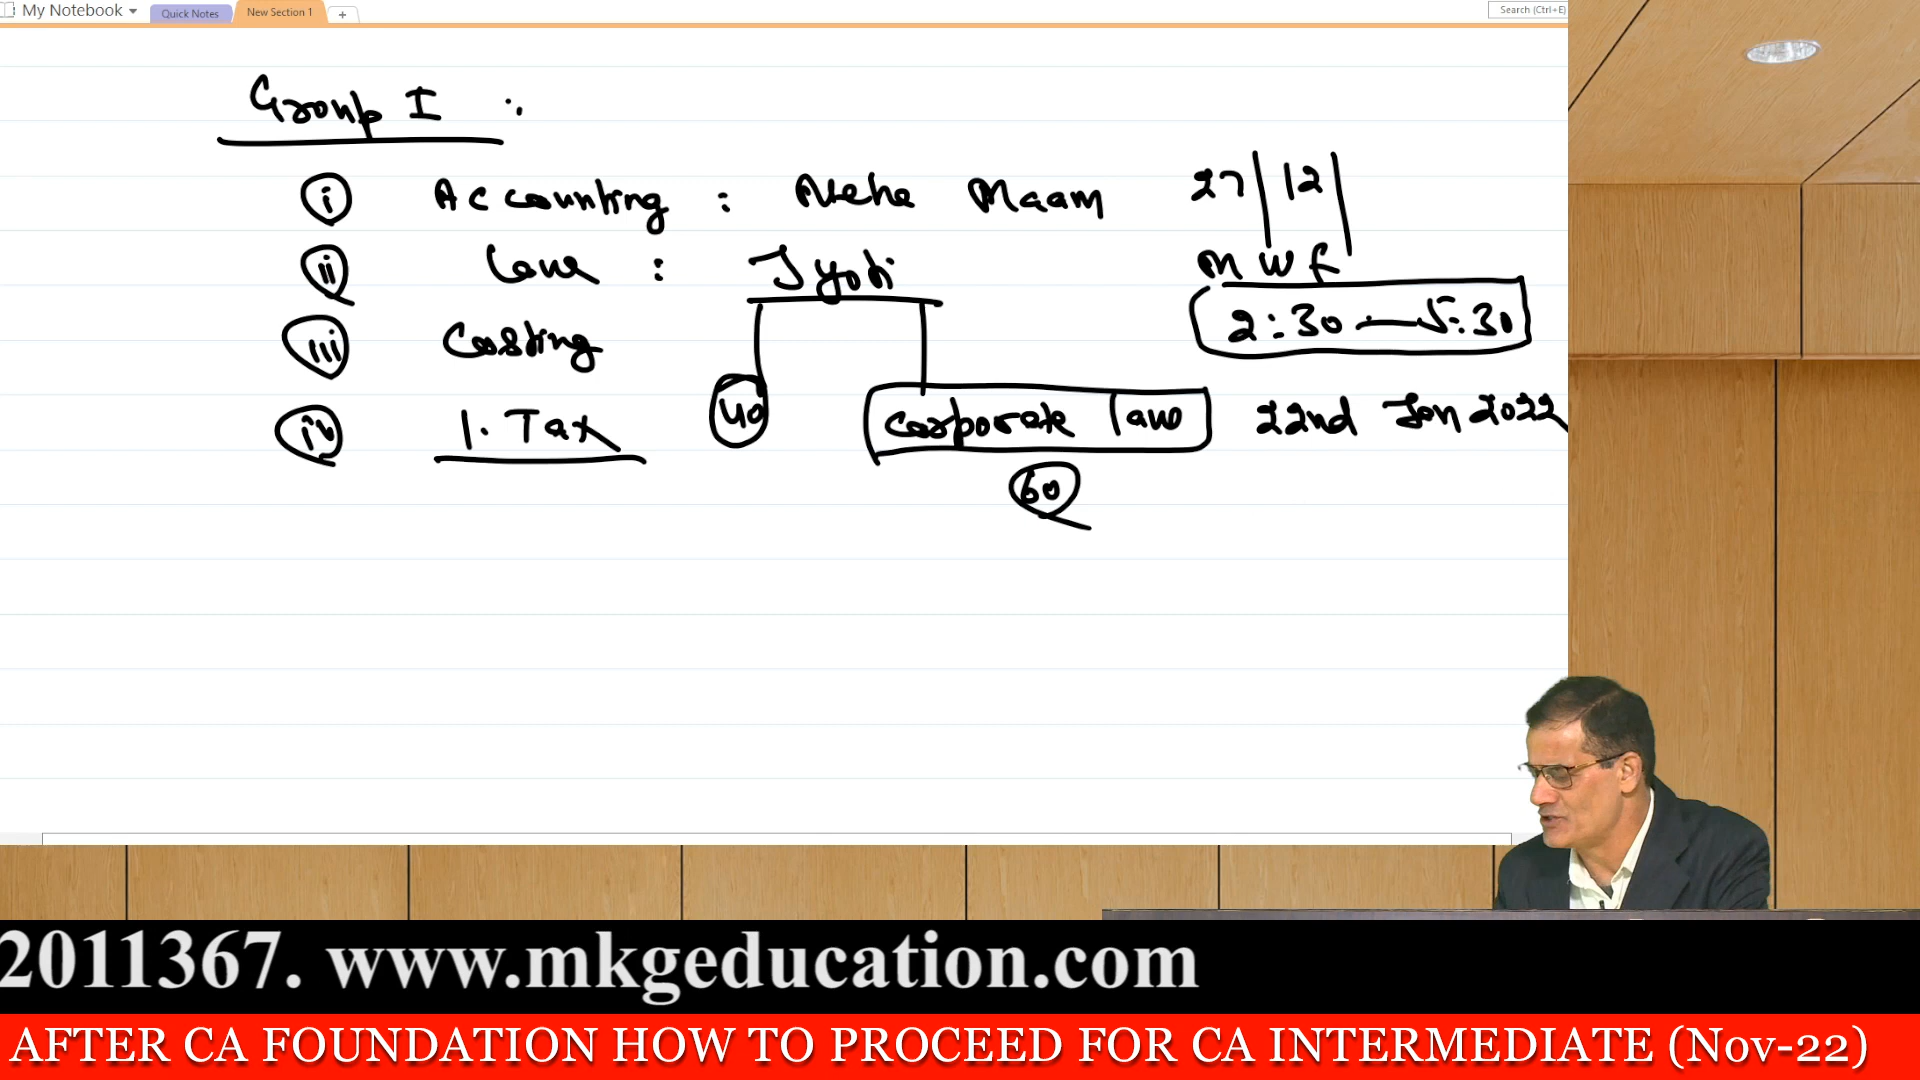 My Notebook Quick Notes New Section 1 + Search (Ctrl+E)
Group I :
i Accounting : Neha Maam 27/12/
ii Law : Jyoti M W F
iii Costing 2:30 — 5:30
iv I. Tax 40 Corporate law 22nd Jan 2022
60
2011367. www.mkgeducation.com
AFTER CA FOUNDATION HOW TO PROCEED FOR CA INTERMEDIATE (Nov-22)